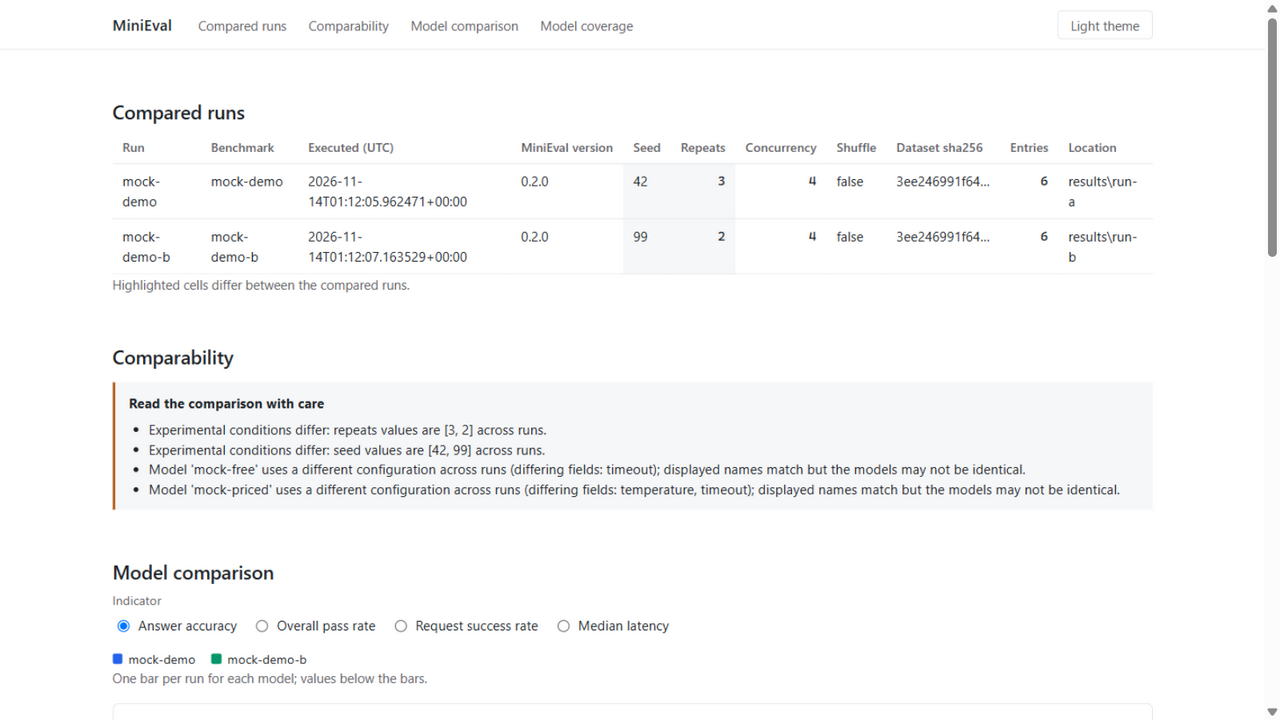 MiniEval Compared runs Comparability Model comparison Model coverage Light theme
Compared runs
Run Benchmark Executed (UTC) MiniEval version Seed Repeats Concurrency Shuffle Dataset sha256 Entries Location
mock- mock-demo 2026-11- 0.2.0 42 3 4 false 3ee246991f64... 6 results\run-
demo 14T01:12:05.962471+00:00 a
mock- mock- 2026-11- 0.2.0 99 2 4 false 3ee246991f64... 6 results\run-
demo-b demo-b 14T01:12:07.163529+00:00 b
Highlighted cells differ between the compared runs.
Comparability
Read the comparison with care
• Experimental conditions differ: repeats values are [3, 2] across runs.
• Experimental conditions differ: seed values are [42, 99] across runs.
• Model 'mock-free' uses a different configuration across runs (differing fields: timeout); displayed names match but the models may not be identical.
• Model 'mock-priced' uses a different configuration across runs (differing fields: temperature, timeout); displayed names match but the models may not be identical.
Model comparison
Indicator
Answer accuracy Overall pass rate Request success rate Median latency
mock-demo mock-demo-b
One bar per run for each model; values below the bars.